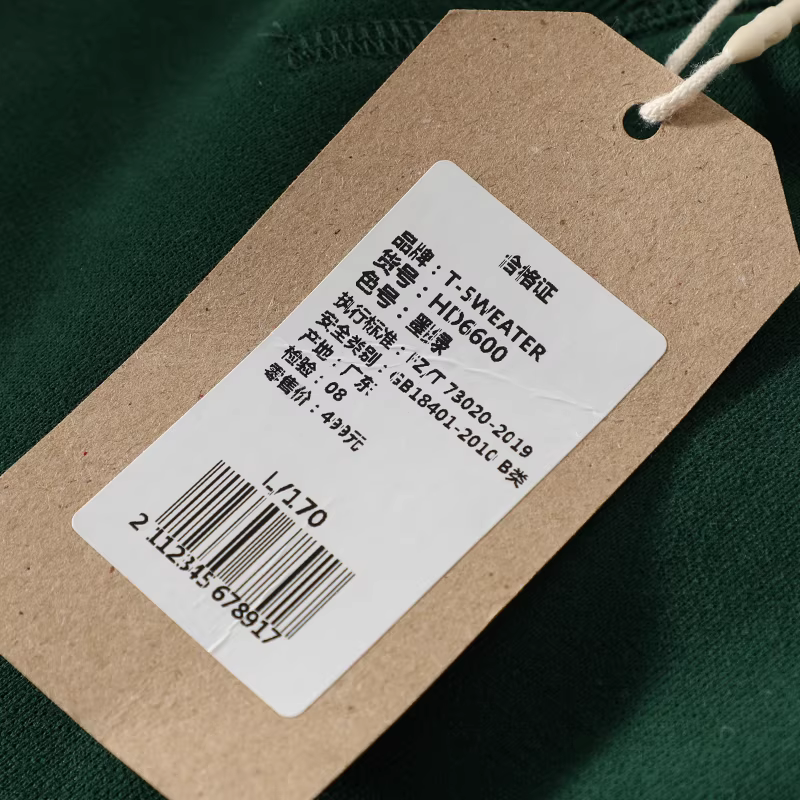 合格证
品牌：T-SWEATER
货号：HD6600
色号：墨绿
执行标准：FZ/T 73020-2019
安全类别：GB18401-2010 B类
产地：广东
检验：08
零售价：499元
L/170
2 112345 678917